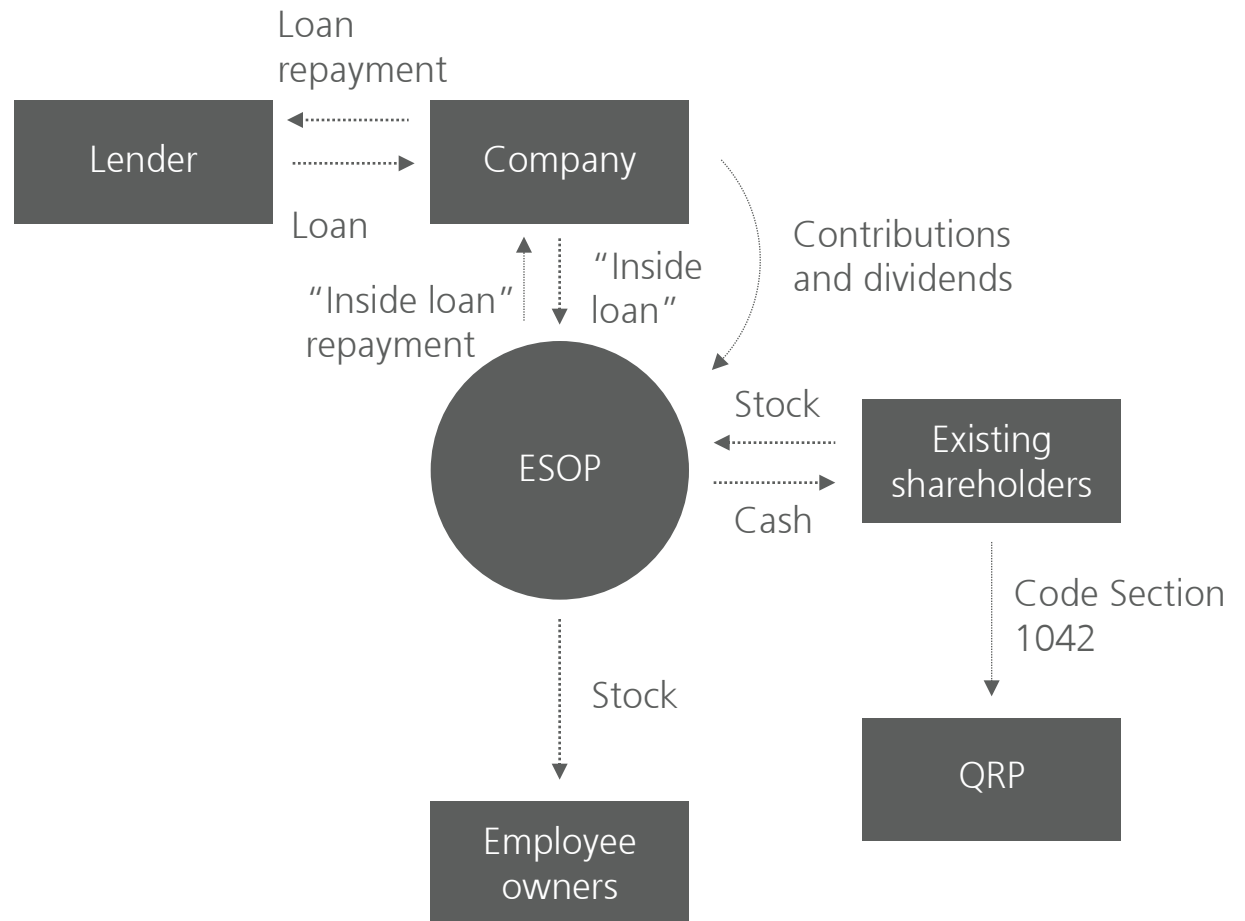 Loan
repayment
Lender
Company
Loan
“Inside
loan”
“Inside loan”
repayment
Contributions
and dividends
Stock
Existing
shareholders
ESOP
Cash
Code Section
1042
Stock
QRP
Employee
owners